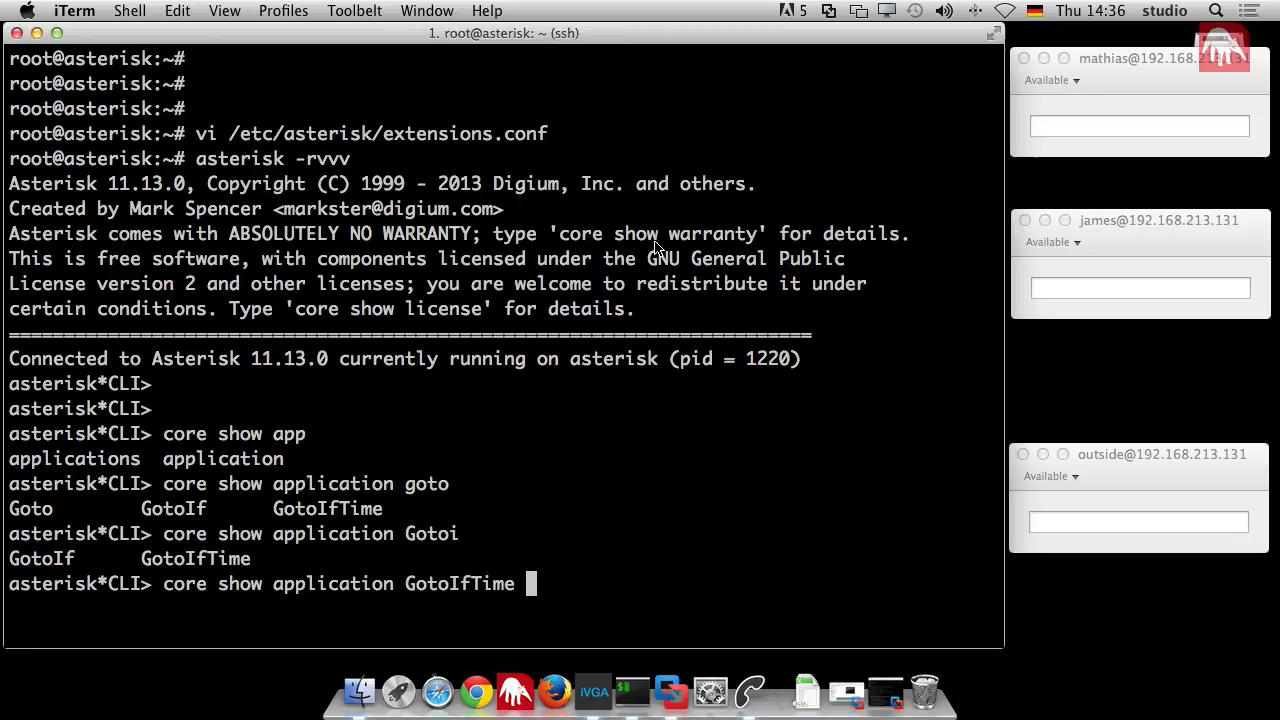 iTerm Shell Edit View Profiles Toolbelt Window Help 5 Thu 14:36 studio
1. root@asterisk: ~ (ssh)
root@asterisk:~#
root@asterisk:~#
root@asterisk:~#
root@asterisk:~# vi /etc/asterisk/extensions.conf
root@asterisk:~# asterisk -rvvv
Asterisk 11.13.0, Copyright (C) 1999 - 2013 Digium, Inc. and others.
Created by Mark Spencer <markster@digium.com>
Asterisk comes with ABSOLUTELY NO WARRANTY; type 'core show warranty' for details.
This is free software, with components licensed under the GNU General Public
License version 2 and other licenses; you are welcome to redistribute it under
certain conditions. Type 'core show license' for details.
=========================================================================
Connected to Asterisk 11.13.0 currently running on asterisk (pid = 1220)
asterisk*CLI>
asterisk*CLI>
asterisk*CLI> core show app
applications application
asterisk*CLI> core show application goto
Goto GotoIf GotoIfTime
asterisk*CLI> core show application Gotoi
GotoIf GotoIfTime
asterisk*CLI> core show application GotoIfTime
mathias@192.168.213.131
Available
james@192.168.213.131
Available
outside@192.168.213.131
Available
iVGA